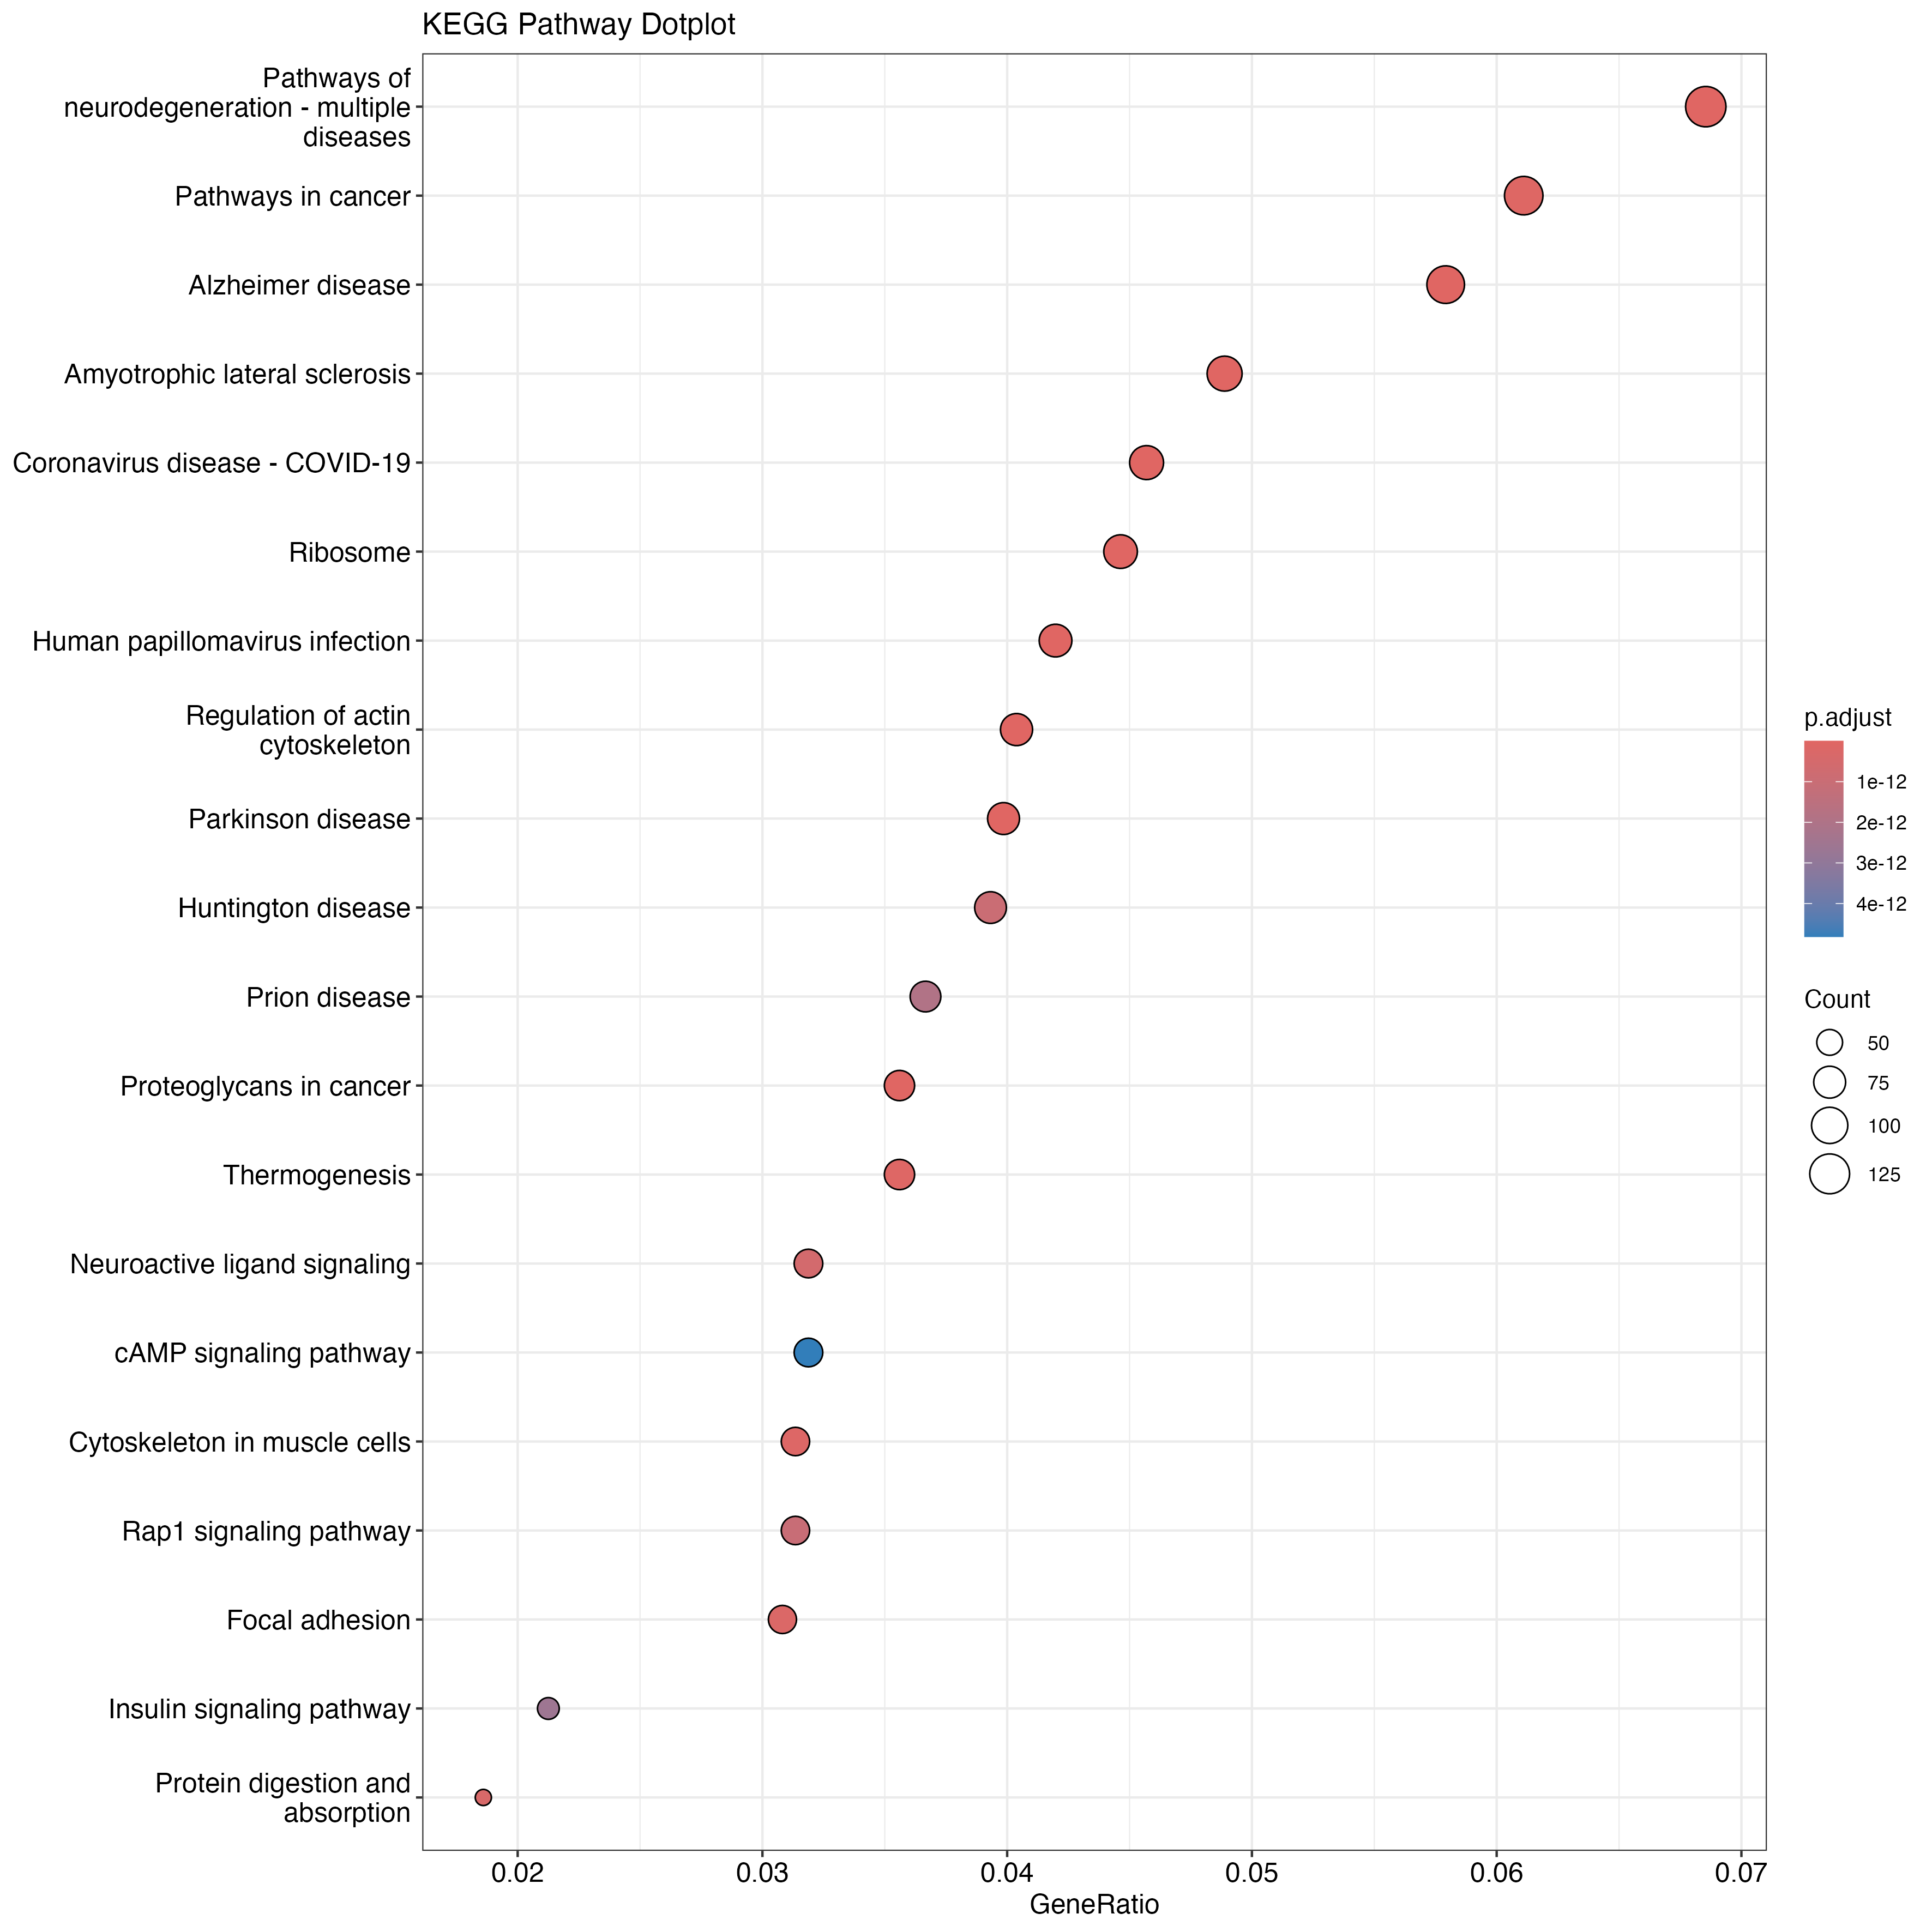 KEGG Pathway Dotplot
Pathways of
neurodegeneration - multiple
diseases
Pathways in cancer
Alzheimer disease
Amyotrophic lateral sclerosis
Coronavirus disease - COVID-19
Ribosome
Human papillomavirus infection
Regulation of actin
cytoskeleton
Parkinson disease
Huntington disease
Prion disease
Proteoglycans in cancer
Thermogenesis
Neuroactive ligand signaling
cAMP signaling pathway
Cytoskeleton in muscle cells
Rap1 signaling pathway
Focal adhesion
Insulin signaling pathway
Protein digestion and
absorption
0.02 0.03 0.04 0.05 0.06 0.07
GeneRatio
p.adjust
1e-12
2e-12
3e-12
4e-12
Count
50
75
100
125